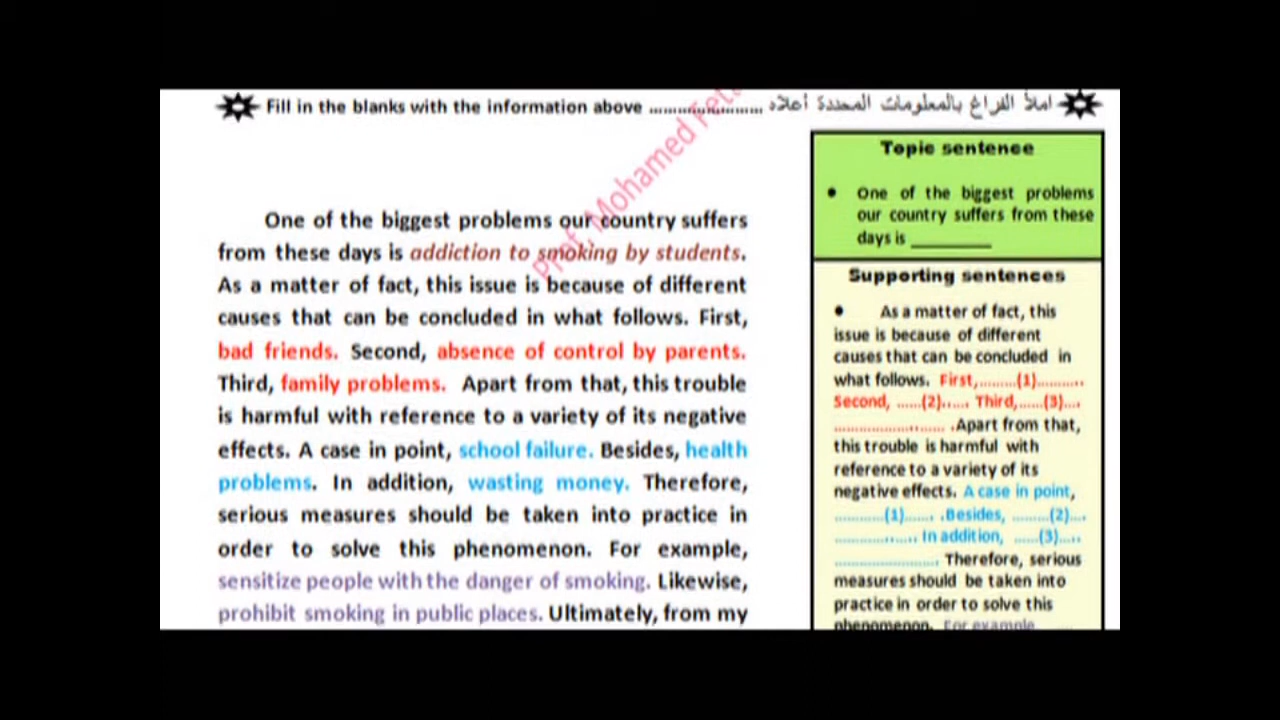 Fill in the blanks with the information above ....................... املأ الفراغ بالمعلومات المحددة أعلاه
Prof. Mohamed
One of the biggest problems our country suffers
from these days is addiction to smoking by students.
As a matter of fact, this issue is because of different
causes that can be concluded in what follows. First,
bad friends. Second, absence of control by parents.
Third, family problems. Apart from that, this trouble
is harmful with reference to a variety of its negative
effects. A case in point, school failure. Besides, health
problems. In addition, wasting money. Therefore,
serious measures should be taken into practice in
order to solve this phenomenon. For example,
sensitize people with the danger of smoking. Likewise,
prohibit smoking in public places. Ultimately, from my
Topic sentence
• One of the biggest problems
our country suffers from these
days is _________
Supporting sentences
• As a matter of fact, this
issue is because of different
causes that can be concluded in
what follows. First,.........(1)...........
Second, ......(2)...... Third,......(3)....
........................... .Apart from that,
this trouble is harmful with
reference to a variety of its
negative effects. A case in point,
............(1)....... .Besides, .........(2)....
.................... In addition, ......(3).....
......................... Therefore, serious
measures should be taken into
practice in order to solve this
phenomenon. For example, ......